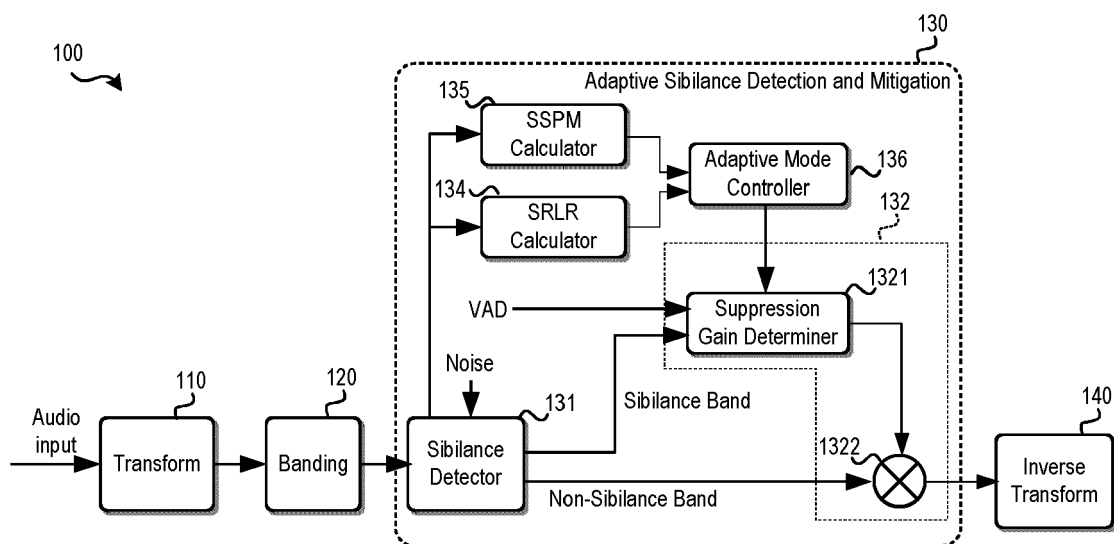 100
130
Adaptive Sibilance Detection and Mitigation
135
SSPM
Calculator
134
SRLR
Calculator
Adaptive Mode
Controller
136
132
1321
VAD
Suppression
Gain Determiner
Noise
110
120
131
Sibilance Band
140
Audio
input
Transform
Banding
Sibilance
Detector
1322
Non-Sibilance Band
Inverse
Transform